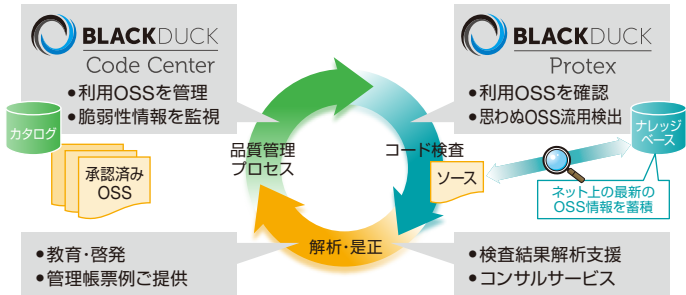 BLACKDUCK
Code Center
•利用OSSを管理
•脆弱性情報を監視
カタログ
承認済み
OSS
BLACKDUCK
Protex
•利用OSSを確認
•思わぬOSS流用検出
ナレッジ
ベース
品質管理
プロセス
コード検査
ソース
ネット上の最新の
OSS情報を蓄積
解析・是正
•教育・啓発
•管理帳票例ご提供
•検査結果解析支援
•コンサルサービス